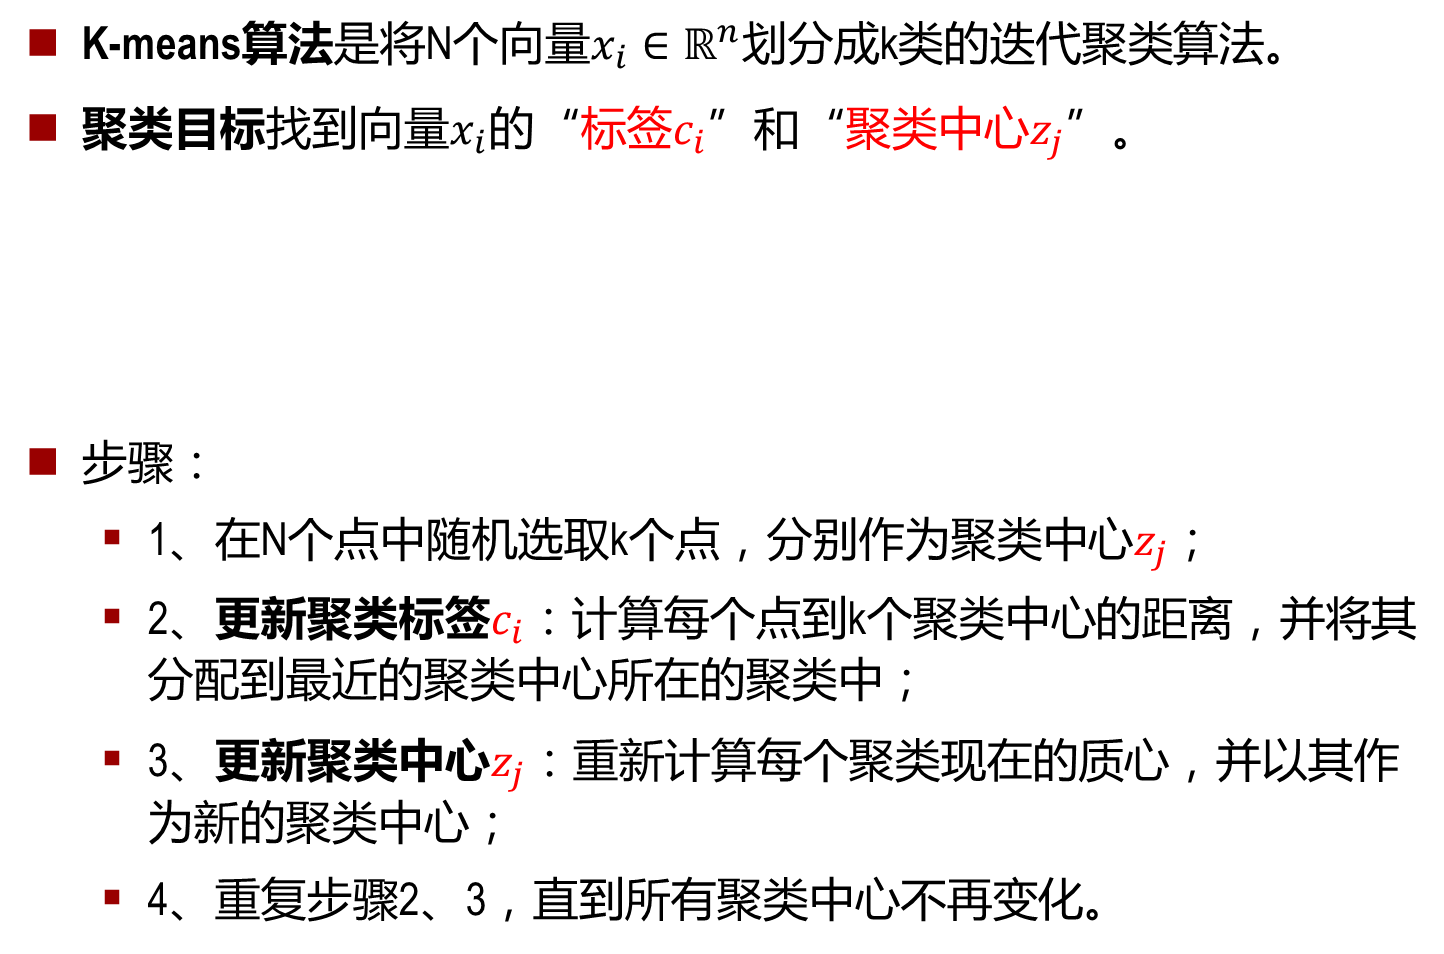 K-means算法是将N个向量xᵢ ∈ ℝⁿ划分成k类的迭代聚类算法。
聚类目标找到向量xᵢ的“标签cᵢ”和“聚类中心zⱼ”。
步骤：
1、在N个点中随机选取k个点，分别作为聚类中心zⱼ；
2、更新聚类标签cᵢ：计算每个点到k个聚类中心的距离，并将其
分配到最近的聚类中心所在的聚类中；
3、更新聚类中心zⱼ：重新计算每个聚类现在的质心，并以其作
为新的聚类中心；
4、重复步骤2、3，直到所有聚类中心不再变化。